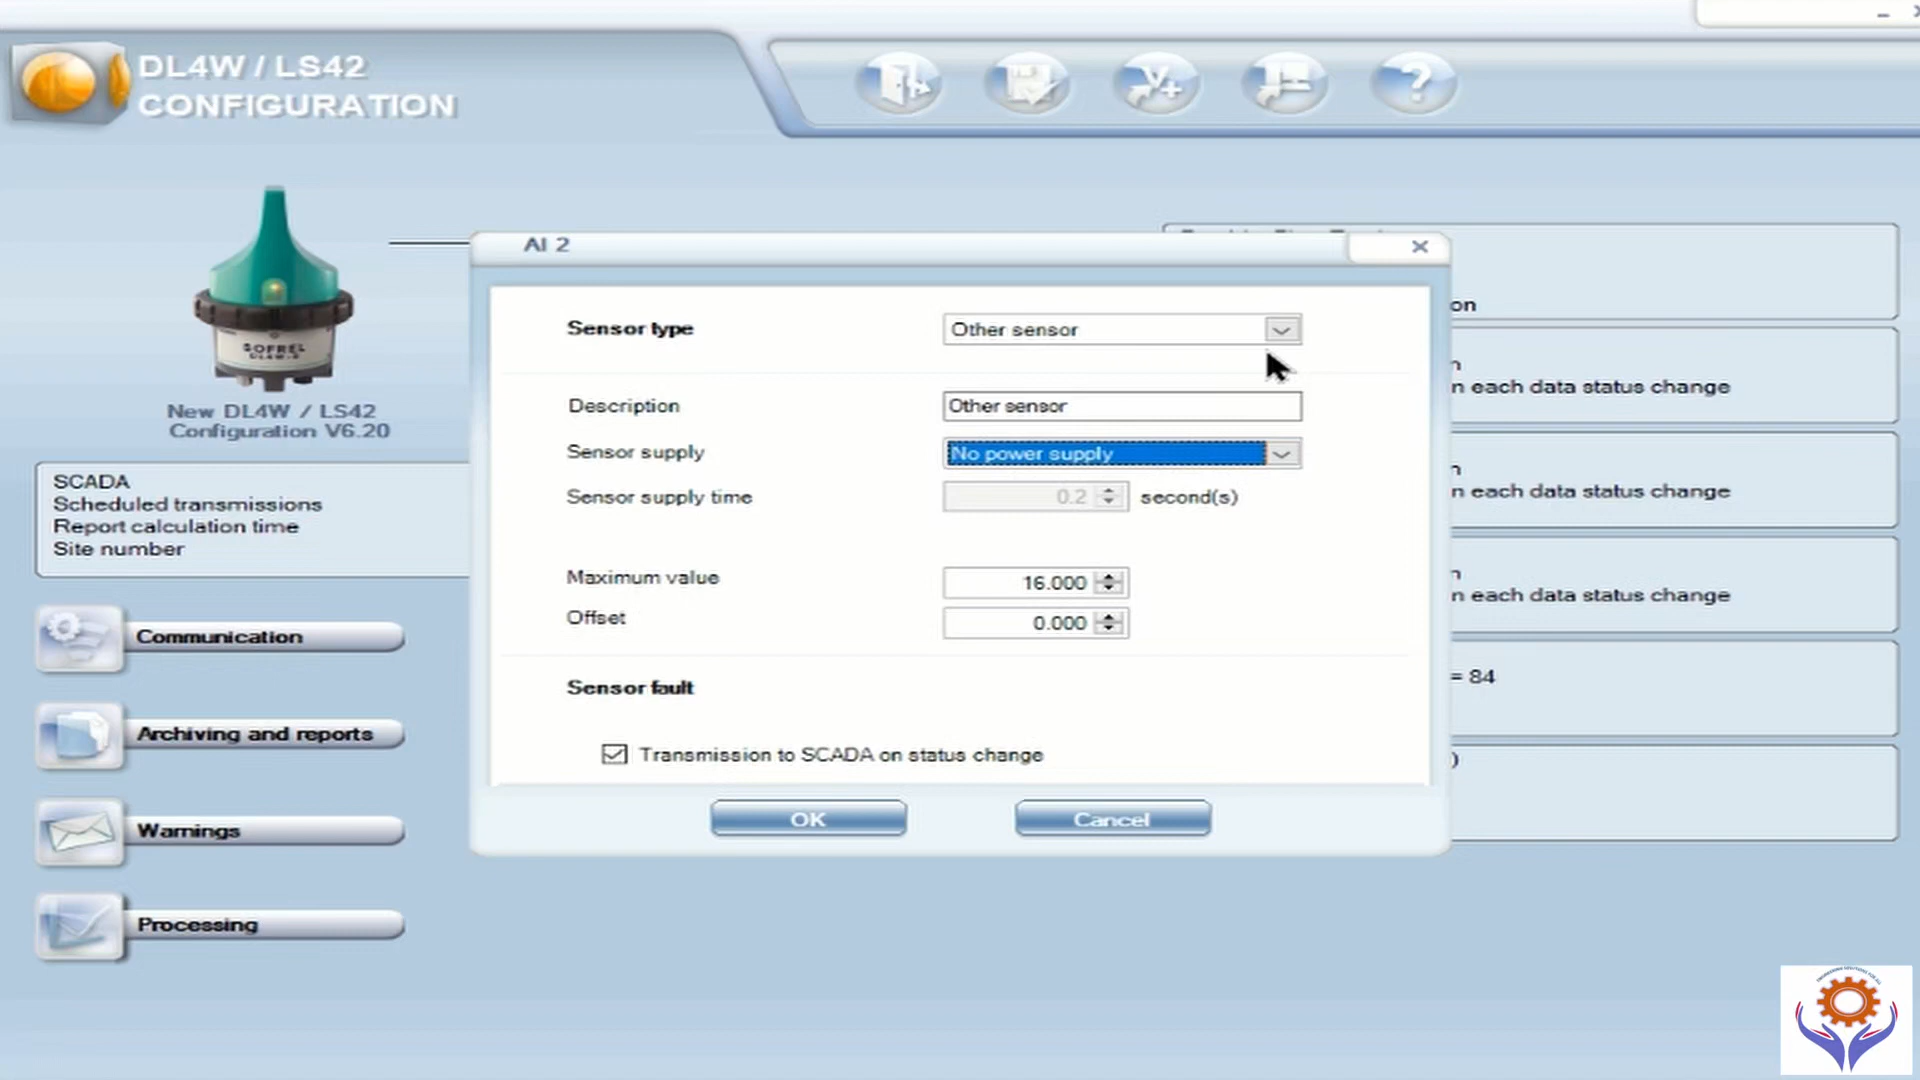 DL4W / LS42
CONFIGURATION
SOFREL
New DL4W / LS42
Configuration V6.20
SCADA
Scheduled transmissions
Report calculation time
Site number
Communication
Archiving and reports
Warnings
Processing
AI 2
Sensor type
Other sensor
Description
Other sensor
Sensor supply
No power supply
Sensor supply time
0.2
second(s)
Maximum value
16.000
Offset
0.000
Sensor fault
Transmission to SCADA on status change
OK
Cancel
on
n
n each data status change
n
n each data status change
n
n each data status change
= 84
)